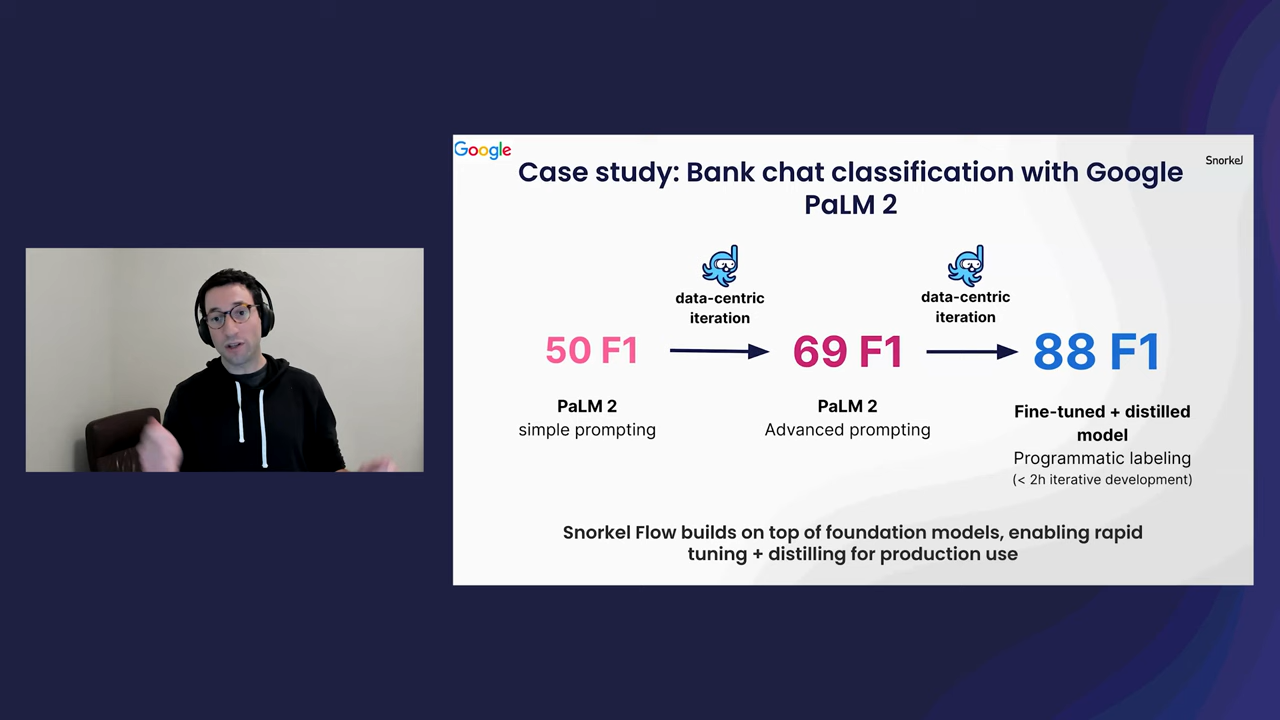 Google
Snorkel
Case study: Bank chat classification with Google
PaLM 2
data-centric
iteration
data-centric
iteration
50 F1
69 F1
88 F1
PaLM 2
simple prompting
PaLM 2
Advanced prompting
Fine-tuned + distilled
model
Programmatic labeling
(< 2h iterative development)
Snorkel Flow builds on top of foundation models, enabling rapid
tuning + distilling for production use